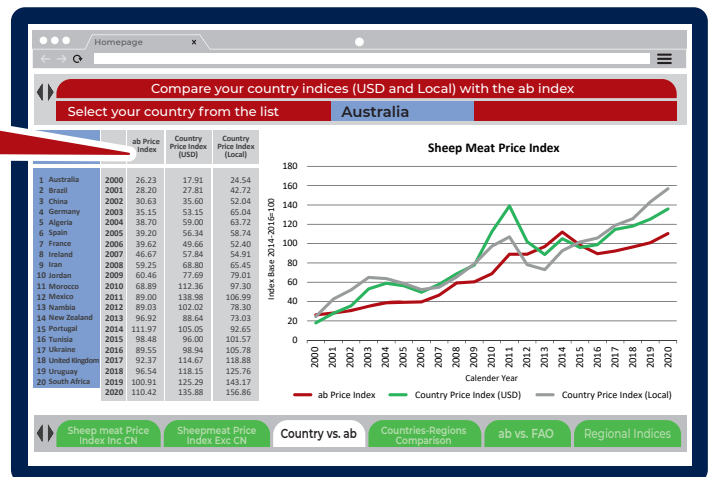 Homepage x
Compare your country indices (USD and Local) with the ab index
Select your country from the list Australia
ab Price Index Country Price Index (USD) Country Price Index (Local)
1 Australia 2000 26.23 17.91 24.54
2 Brazil 2001 28.20 27.81 42.72
3 China 2002 30.63 35.60 52.04
4 Germany 2003 35.15 53.15 65.04
5 Algeria 2004 38.70 59.00 63.72
6 Spain 2005 39.20 56.34 58.74
7 France 2006 39.62 49.66 52.40
8 Ireland 2007 46.67 57.84 54.91
9 Iran 2008 59.25 68.80 65.45
10 Jordan 2009 60.46 77.69 79.01
11 Morocco 2010 68.89 112.36 97.30
12 Mexico 2011 89.00 138.98 106.99
13 Nambia 2012 89.03 102.02 78.30
14 New Zealand 2013 96.92 88.64 73.03
15 Portugal 2014 111.97 105.05 92.65
16 Tunisia 2015 98.48 96.00 101.57
17 Ukraine 2016 89.55 98.94 105.78
18 United Kingdom 2017 92.37 114.67 118.88
19 Uruguay 2018 96.54 118.15 125.76
20 South Africa 2019 100.91 125.29 143.17
2020 110.42 135.88 156.86
Sheep Meat Price Index
Index Base 2014-2016=100
180
160
140
120
100
80
60
40
20
0
2000 2001 2002 2003 2004 2005 2006 2007 2008 2009 2010 2011 2012 2013 2014 2015 2016 2017 2018 2019 2020
Calender Year
ab Price Index Country Price Index (USD) Country Price Index (Local)
Sheep meat Price Index Inc CN
Sheepmeat Price Index Exc CN
Country vs. ab
Countries-Regions Comparison
ab vs. FAO
Regional Indices